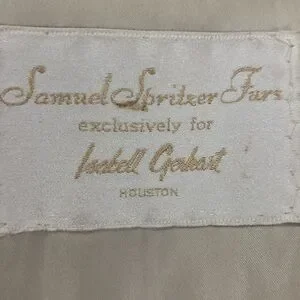 Samuel Spritzer Furs
exclusively for
Isabell Gerhart
HOUSTON